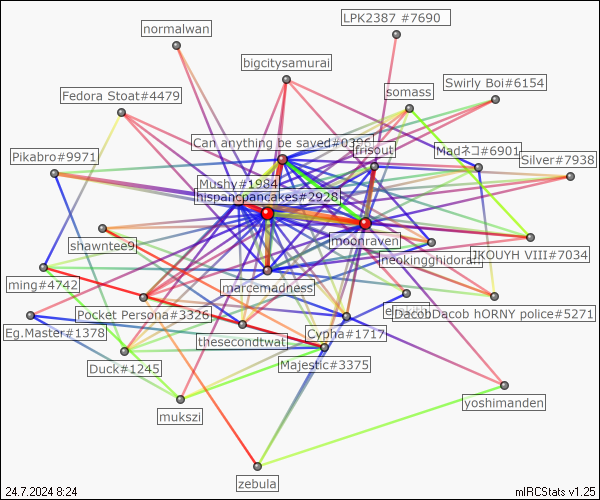 LPK2387 #7690
normalwan
bigcitysamurai
Swirly Boi#6154
somass
Fedora Stoat#4479
Can anything be saved#0396
frisout
Madネコ#6901
Pikabro#9971
Silver#7938
Mushy#1984
hispancpancakes#2928
shawntee9
moonraven
neokingghidorah
JKOUYH VIII#7034
ming#4742
marcemadness
Pocket Persona#3326
DacobDacob hORNY police#5271
Eg.Master#1378
Cypha#1717
thesecondtwat
Majestic#3375
Duck#1245
yoshimanden
mukszi
zebula
24.7.2024 8:24
mIRCStats v1.25